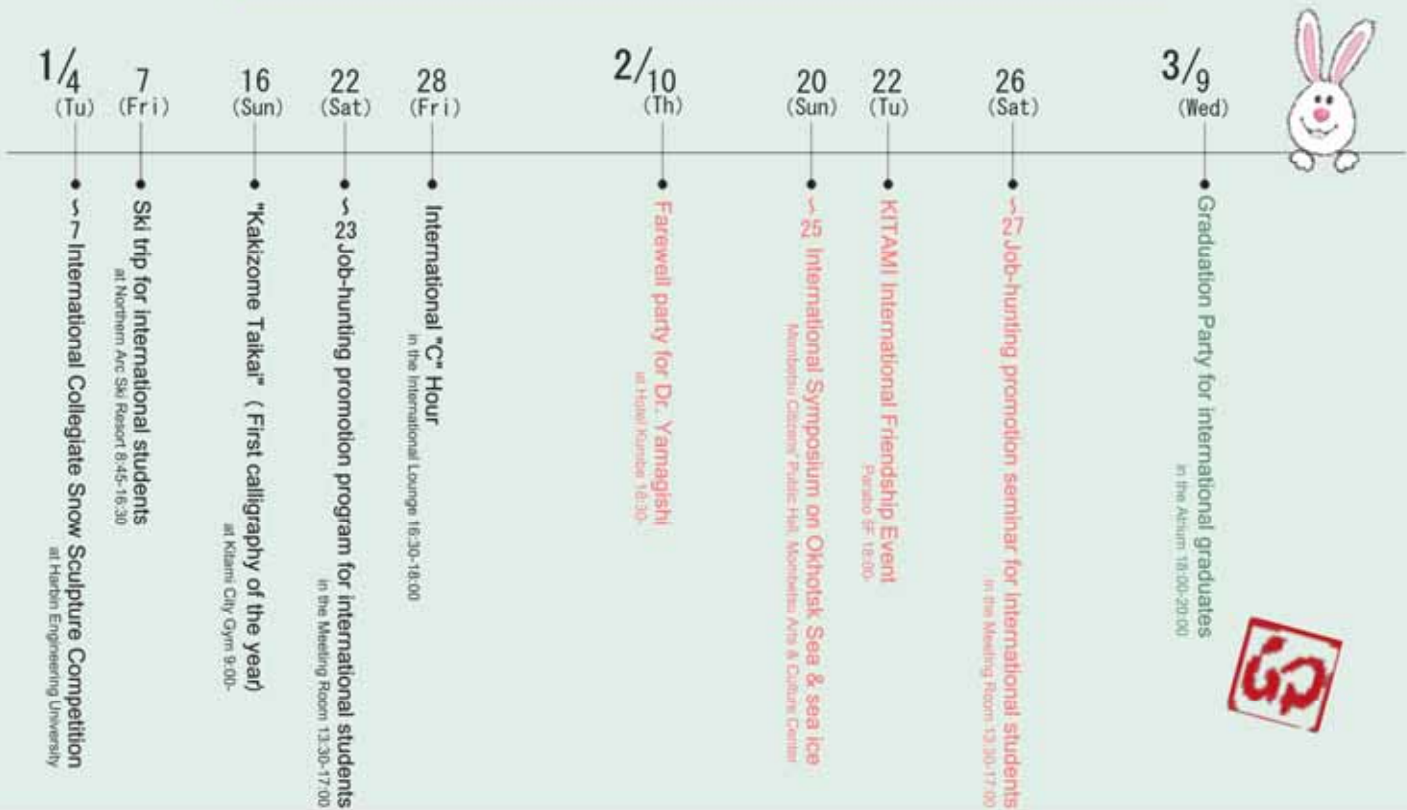 1/4
(Tu)
7
(Fri)
16
(Sun)
22
(Sat)
28
(Fri)
2/10
(Th)
20
(Sun)
22
(Tu)
26
(Sat)
3/9
(Wed)
~7 International Collegiate Snow Sculpture Competition
at Harbin Engineering University
Ski trip for international students
at Northern Arc Ski Resort 8:45-16:30
"Kakizome Taikai" ( First calligraphy of the year)
at Kitami City Gym 9:00-
~23 Job-hunting promotion program for international students
in the Meeting Room 13:30-17:00
International "C" Hour
in the International Lounge 16:30-18:00
Farewell party for Dr. Yamagishi
at Hotel 18:30-
~25 International Symposium on Okhotsk Sea & sea ice
Mombetsu Citizens' Public Hall, Mombetsu Arts & Culture Center
KITAMI International Friendship Event
Parabo 18:00-
~27 Job-hunting promotion seminar for International students
in the Meeting Room 13:30-17:00
Graduation Party for international graduates
in the Atrium 18:00-20:00